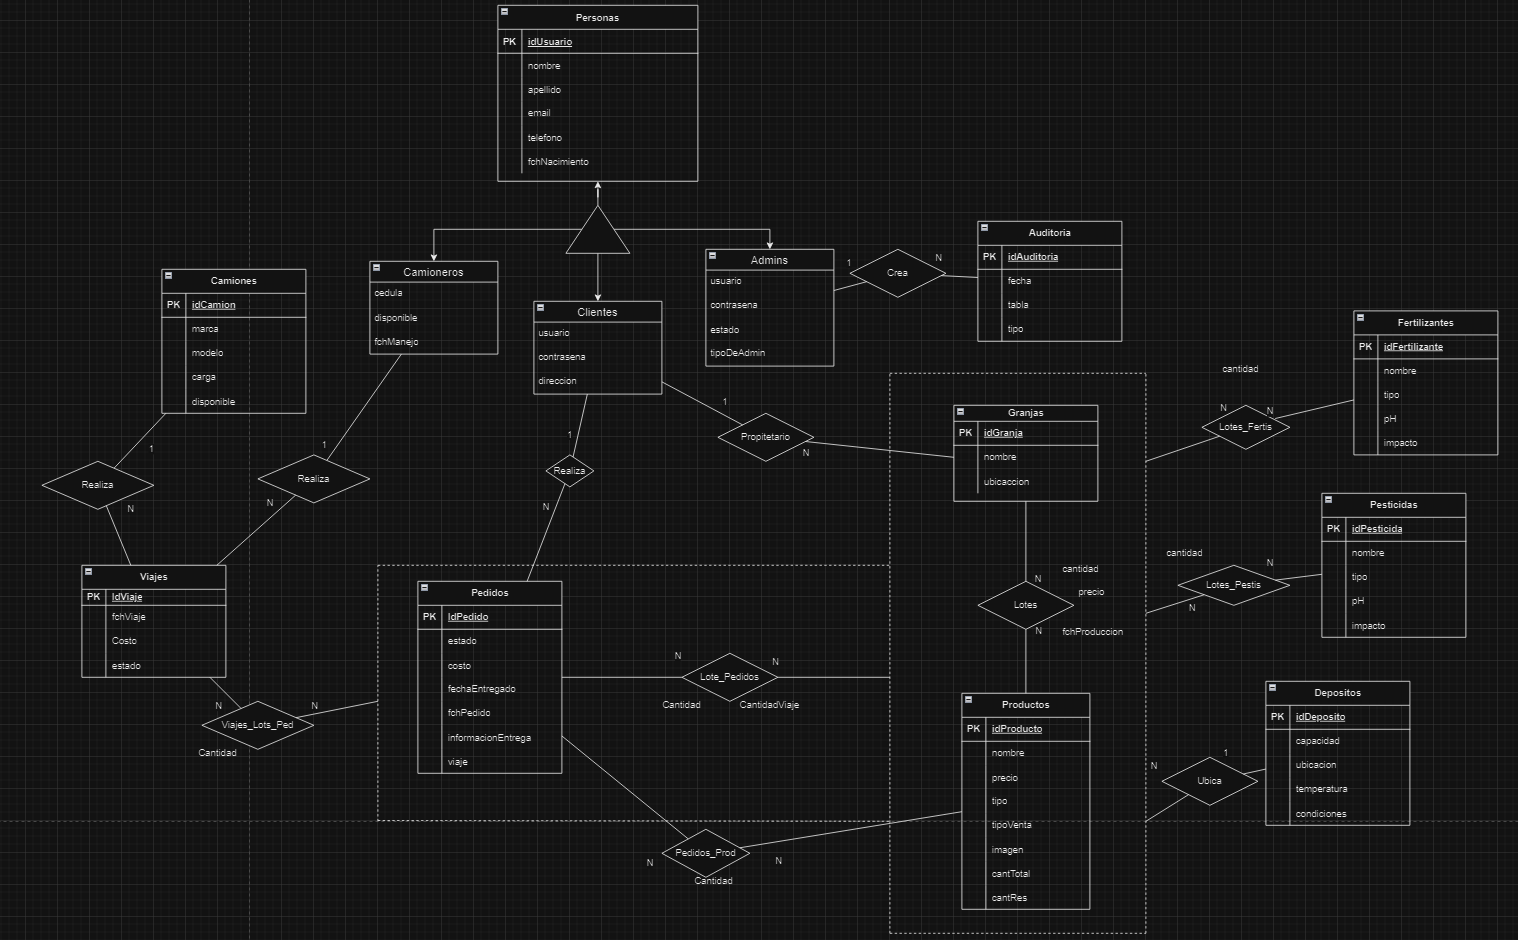 Personas
PK idUsuario
nombre
apellido
email
telefono
fchNacimiento
Camiones
PK idCamion
marca
modelo
carga
disponible
Camioneros
cedula
disponible
fchManejo
Clientes
usuario
contrasena
direccion
Admins
usuario
contrasena
estado
tipoDeAdmin
1
Crea
N
Auditoria
PK idAuditoria
fecha
tabla
tipo
Fertilizantes
PK idFertilizante
nombre
tipo
pH
impacto
cantidad
N
N
Lotes_Fertis
Granjas
PK idGranja
nombre
ubicaccion
1
Propitetario
N
1
Realiza
N
1
Realiza
N
1
Realiza
N
Pesticidas
PK idPesticida
nombre
tipo
pH
impacto
cantidad
N
Lotes_Pestis
N
Viajes
PK IdViaje
fchViaje
Costo
estado
Pedidos
PK IdPedido
estado
costo
fechaEntregado
fchPedido
informacionEntrega
viaje
N
cantidad
precio
Lotes
N
fchProduccion
N
N
Lote_Pedidos
Cantidad
CantidadViaje
N
N
Viajes_Lots_Ped
Cantidad
Productos
PK idProducto
nombre
precio
tipo
tipoVenta
imagen
cantTotal
cantRes
Depositos
PK idDeposito
capacidad
ubicacion
temperatura
condiciones
1
N
Ubica
Pedidos_Prod
N
N
Cantidad